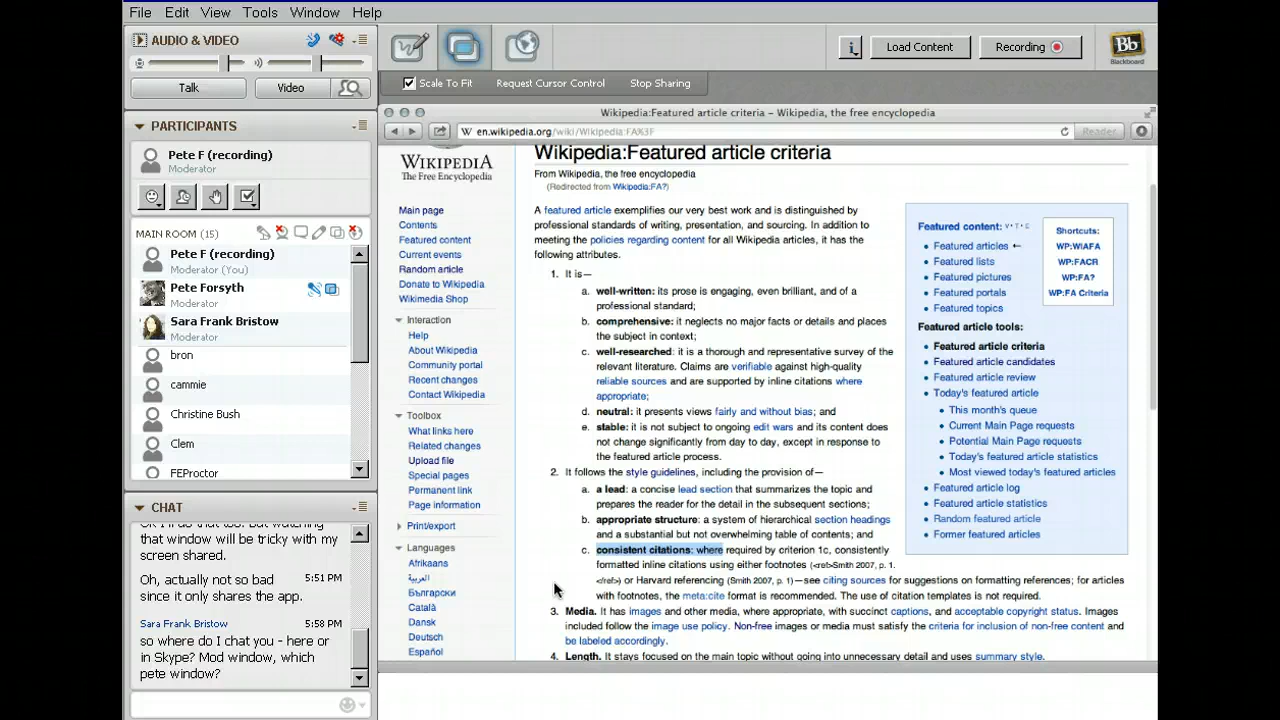 File Edit View Tools Window Help
AUDIO & VIDEO
Talk
Video
PARTICIPANTS
Pete F (recording)
Moderator
MAIN ROOM (15)
Pete F (recording)
Moderator (You)
Pete Forsyth
Moderator
Sara Frank Bristow
Moderator
bron
cammie
Christine Bush
Clem
FEProctor
CHAT
that window will be tricky with my
screen shared.
Oh, actually not so bad 5:51 PM
since it only shares the app.
Sara Frank Bristow 5:58 PM
so where do I chat you - here or
in Skype? Mod window, which
pete window?
i
Load Content
Recording
Bb
Blackboard
Scale To Fit Request Cursor Control Stop Sharing
Wikipedia:Featured article criteria – Wikipedia, the free encyclopedia
W en.wikipedia.org/wiki/Wikipedia:FA%3F
Reader
WIKIPEDIA
The Free Encyclopedia
Main page
Contents
Featured content
Current events
Random article
Donate to Wikipedia
Wikimedia Shop
Interaction
Help
About Wikipedia
Community portal
Recent changes
Contact Wikipedia
Toolbox
What links here
Related changes
Upload file
Special pages
Permanent link
Page information
Print/export
Languages
Afrikaans
العربية
Български
Català
Dansk
Deutsch
Español
Wikipedia:Featured article criteria
From Wikipedia, the free encyclopedia
(Redirected from Wikipedia:FA?)
A featured article exemplifies our very best work and is distinguished by
professional standards of writing, presentation, and sourcing. In addition to
meeting the policies regarding content for all Wikipedia articles, it has the
following attributes.
1. It is—
a. well-written: its prose is engaging, even brilliant, and of a
professional standard;
b. comprehensive: it neglects no major facts or details and places
the subject in context;
c. well-researched: it is a thorough and representative survey of the
relevant literature. Claims are verifiable against high-quality
reliable sources and are supported by inline citations where
appropriate;
d. neutral: it presents views fairly and without bias; and
e. stable: it is not subject to ongoing edit wars and its content does
not change significantly from day to day, except in response to
the featured article process.
2. It follows the style guidelines, including the provision of—
a. a lead: a concise lead section that summarizes the topic and
prepares the reader for the detail in the subsequent sections;
b. appropriate structure: a system of hierarchical section headings
and a substantial but not overwhelming table of contents; and
c. consistent citations: where required by criterion 1c, consistently
formatted inline citations using either footnotes (<ref>Smith 2007, p. 1.
</ref>) or Harvard referencing (Smith 2007, p. 1)—see citing sources for suggestions on formatting references; for articles
with footnotes, the meta:cite format is recommended. The use of citation templates is not required.
3. Media. It has images and other media, where appropriate, with succinct captions, and acceptable copyright status. Images
included follow the image use policy. Non-free images or media must satisfy the criteria for inclusion of non-free content and
be labeled accordingly.
4. Length. It stays focused on the main topic without going into unnecessary detail and uses summary style.
Featured content: V · T · E
Featured articles ←
Featured lists
Featured pictures
Featured portals
Featured topics
Shortcuts:
WP:WIAFA
WP:FACR
WP:FA?
WP:FA Criteria
Featured article tools:
Featured article criteria
Featured article candidates
Featured article review
Today's featured article
This month's queue
Current Main Page requests
Potential Main Page requests
Today's featured article statistics
Most viewed today's featured articles
Featured article log
Featured article statistics
Random featured article
Former featured articles